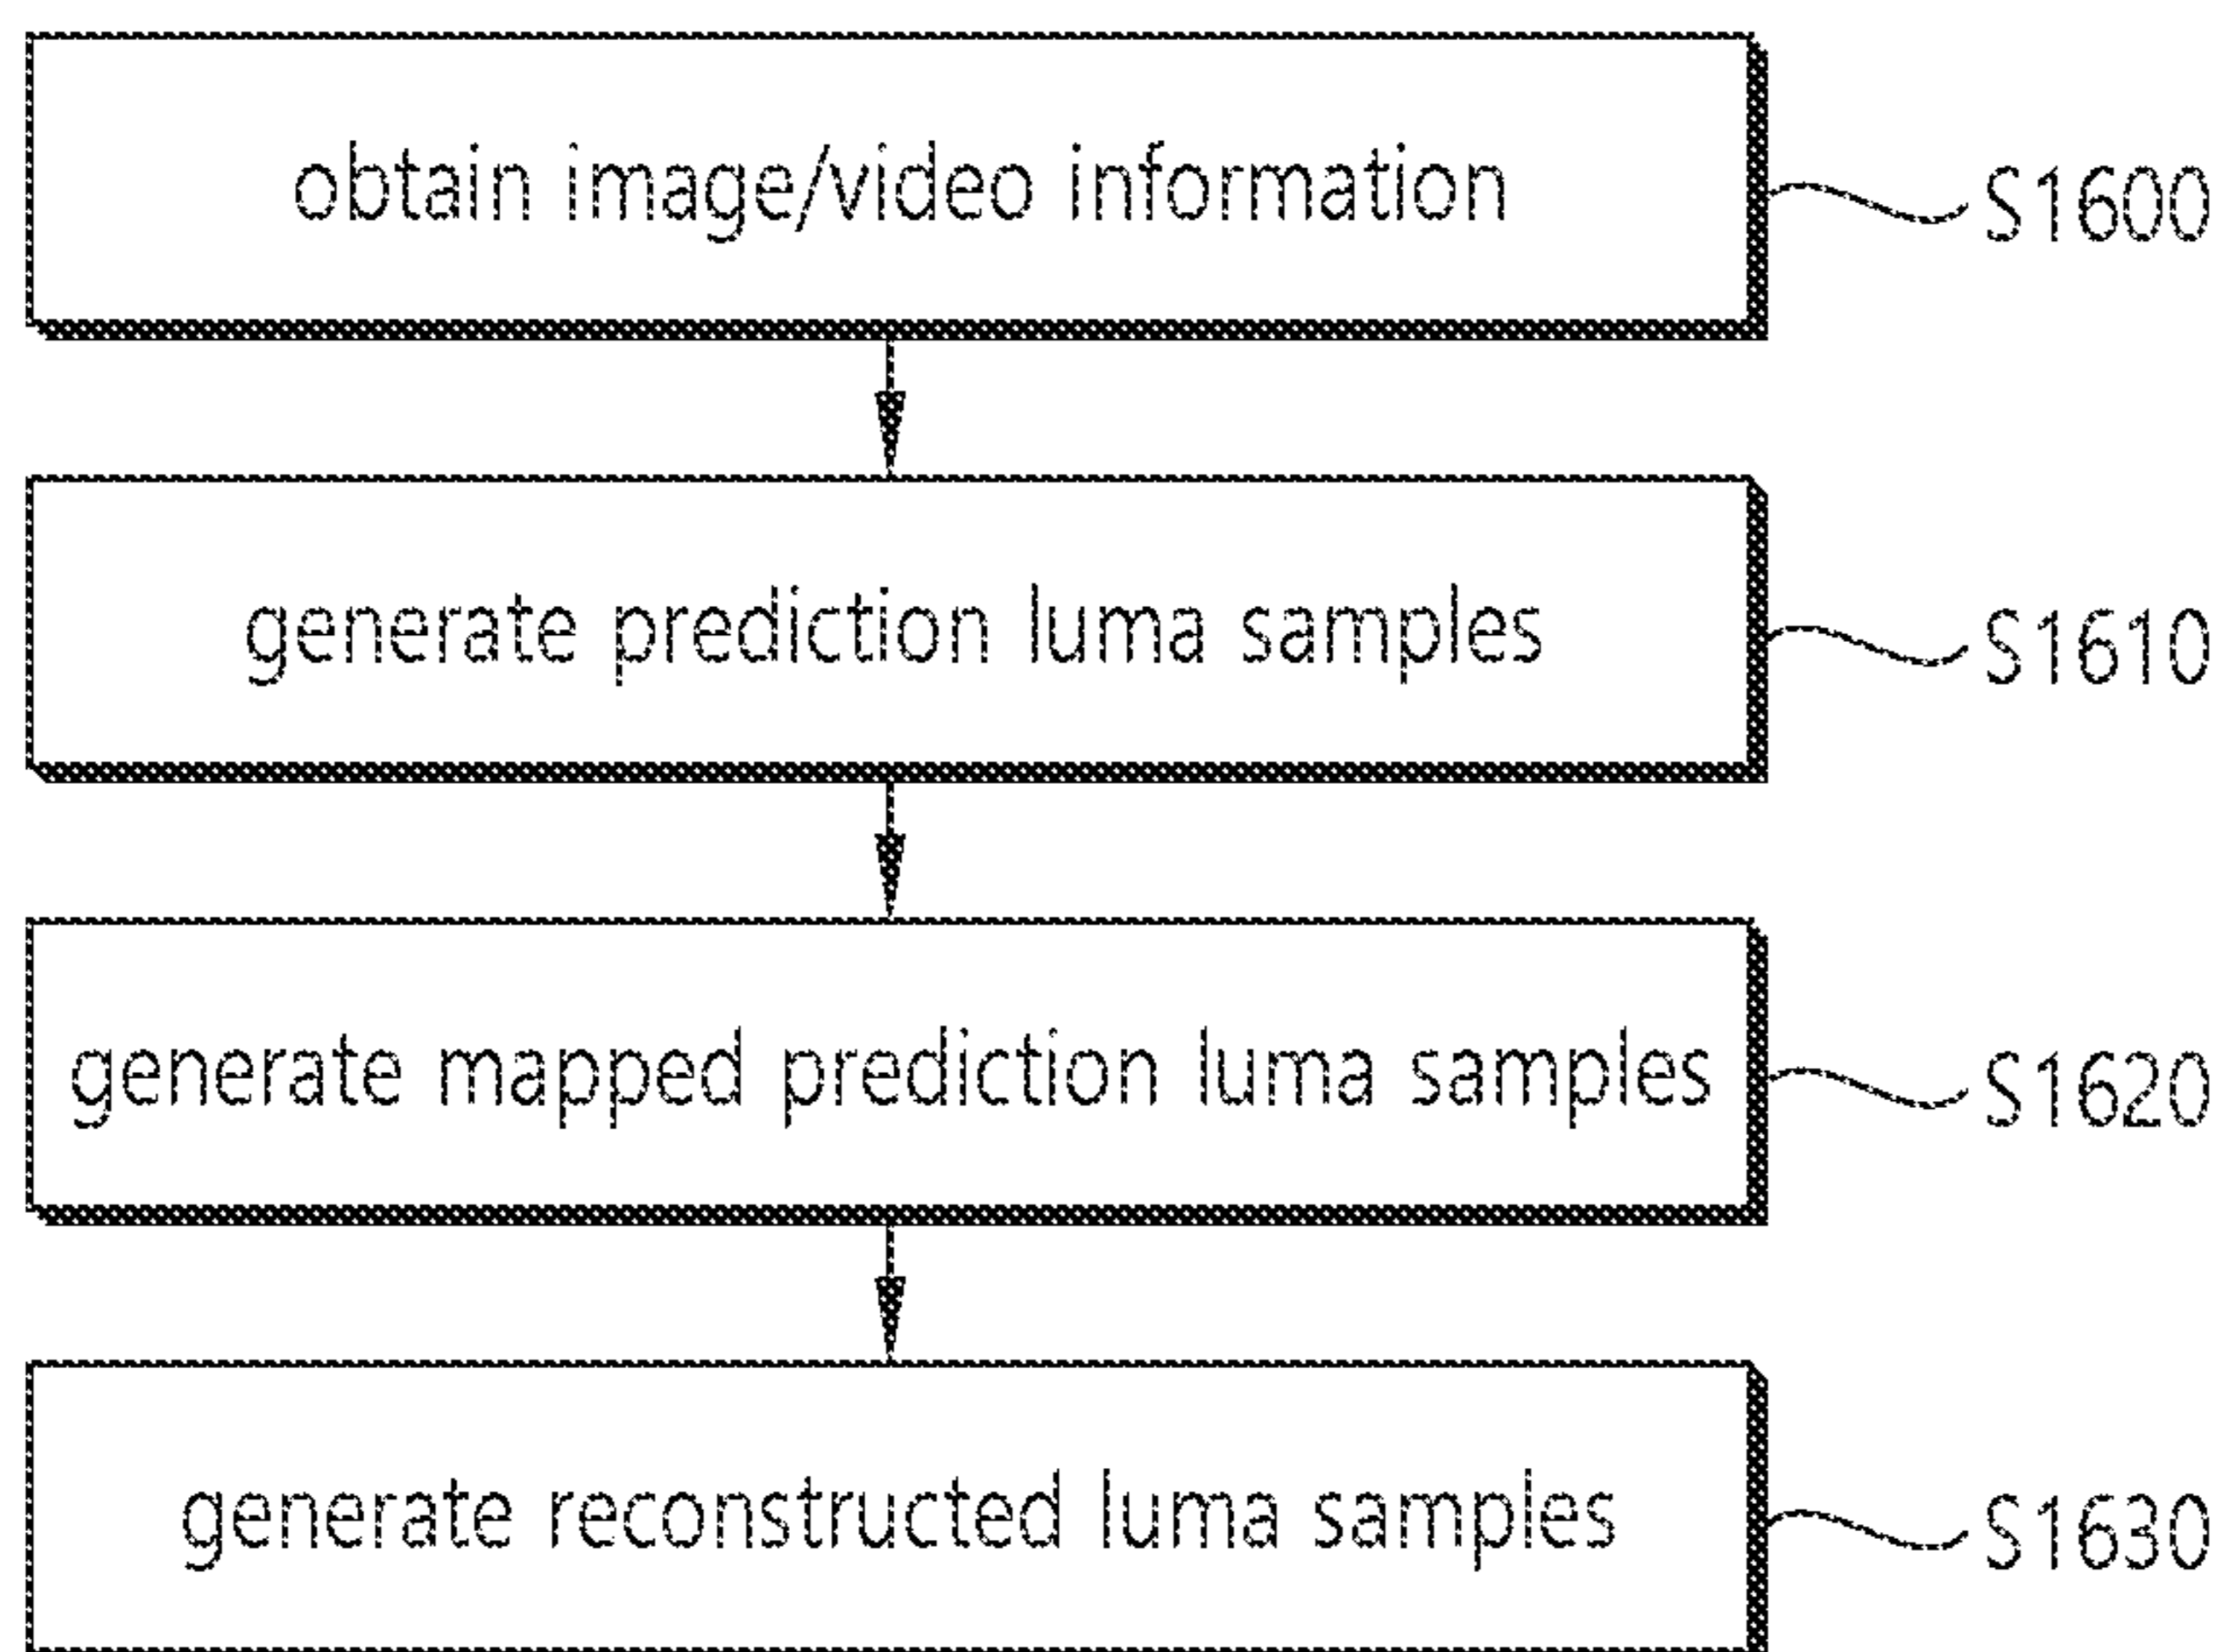 obtain image/video information
S1600
generate prediction luma samples
S1610
generate mapped prediction luma samples
S1620
generate reconstructed luma samples
S1630